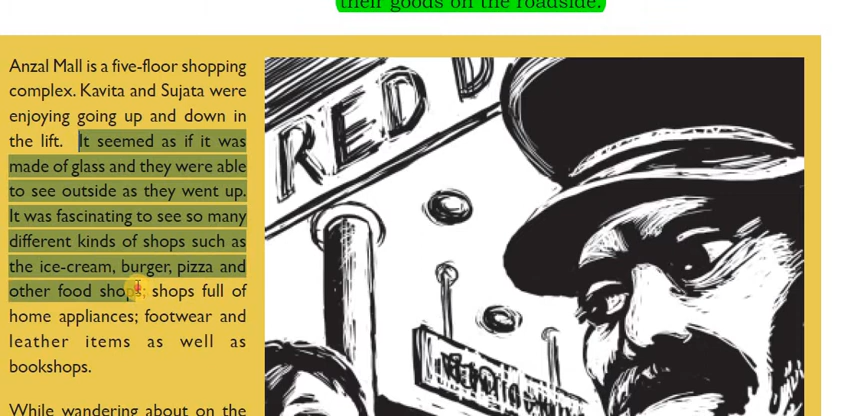 their goods on the roadside.
Anzal Mall is a five-floor shopping
complex. Kavita and Sujata were
enjoying going up and down in
the lift. It seemed as if it was
made of glass and they were able
to see outside as they went up.
It was fascinating to see so many
different kinds of shops such as
the ice-cream, burger, pizza and
other food shops; shops full of
home appliances; footwear and
leather items as well as
bookshops.
While wandering about on the
RED D